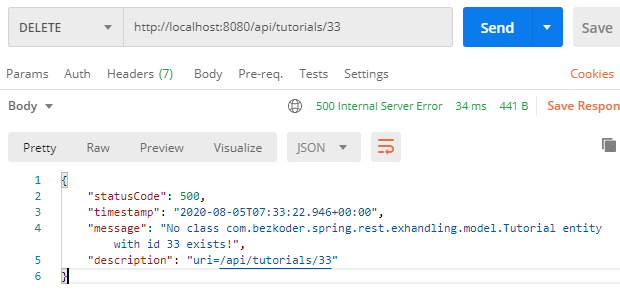 DELETE http://localhost:8080/api/tutorials/33 Send Save
Params Auth Headers (7) Body Pre-req. Tests Settings Cookies
Body 500 Internal Server Error 34 ms 441 B Save Respon
Pretty Raw Preview Visualize JSON
1 {
2 "statusCode": 500,
3 "timestamp": "2020-08-05T07:33:22.946+00:00",
4 "message": "No class com.bezkoder.spring.rest.exhandling.model.Tutorial entity
with id 33 exists!",
5 "description": "uri=/api/tutorials/33"
6 }